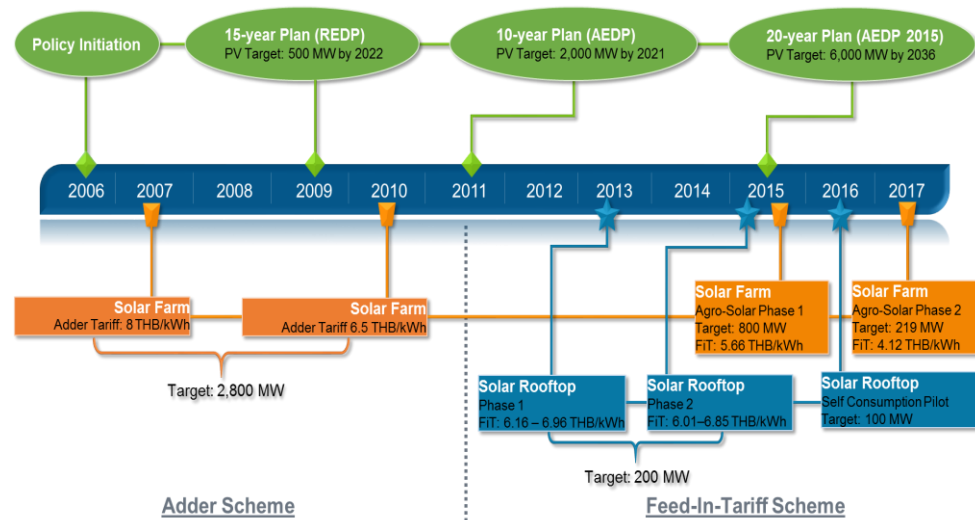 Policy Initiation
15-year Plan (REDP)
PV Target: 500 MW by 2022
10-year Plan (AEDP)
PV Target: 2,000 MW by 2021
20-year Plan (AEDP 2015)
PV Target: 6,000 MW by 2036
2006 2007 2008 2009 2010 2011 2012 2013 2014 2015 2016 2017
Solar Farm
Adder Tariff: 8 THB/kWh
Solar Farm
Adder Tariff 6.5 THB/kWh
Target: 2,800 MW
Solar Farm
Agro-Solar Phase 1
Target: 800 MW
FiT: 5.66 THB/kWh
Solar Farm
Agro-Solar Phase 2
Target: 219 MW
FiT: 4.12 THB/kWh
Solar Rooftop
Phase 1
FiT: 6.16 – 6.96 THB/kWh
Solar Rooftop
Phase 2
FiT: 6.01–6.85 THB/kWh
Solar Rooftop
Self Consumption Pilot
Target: 100 MW
Target: 200 MW
Adder Scheme
Feed-In-Tariff Scheme